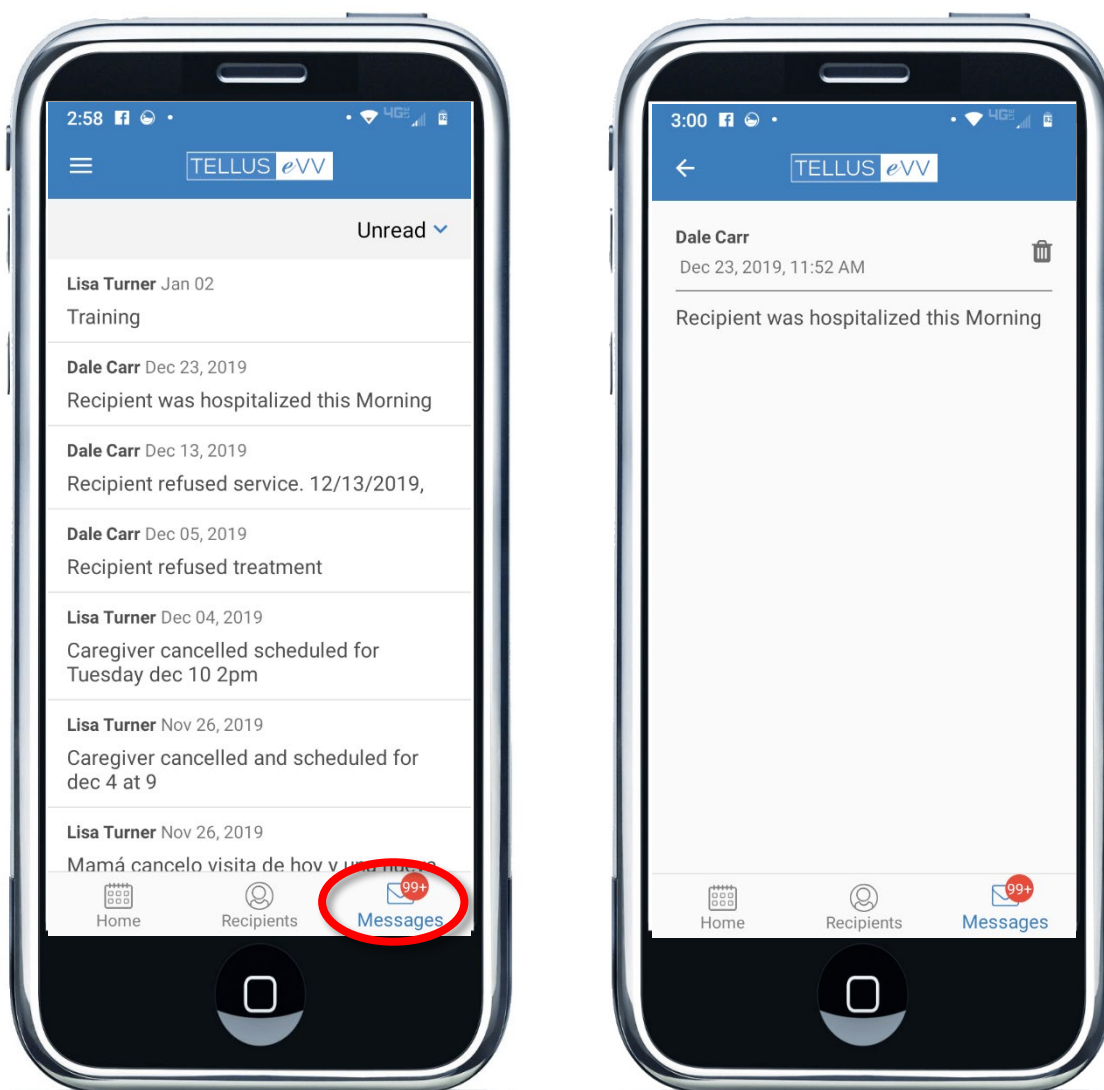 2:58
4GE
TELLUS eVV
Unread
Lisa Turner Jan 02
Training
Dale Carr Dec 23, 2019
Recipient was hospitalized this Morning
Dale Carr Dec 13, 2019
Recipient refused service. 12/13/2019,
Dale Carr Dec 05, 2019
Recipient refused treatment
Lisa Turner Dec 04, 2019
Caregiver cancelled scheduled for
Tuesday dec 10 2pm
Lisa Turner Nov 26, 2019
Caregiver cancelled and scheduled for
dec 4 at 9
Lisa Turner Nov 26, 2019
Mamá cancelo visita de hoy y una nueva
99+
Home Recipients Messages
3:00
TELLUS eVV
Dale Carr
Dec 23, 2019, 11:52 AM
Recipient was hospitalized this Morning
99+
Home Recipients Messages